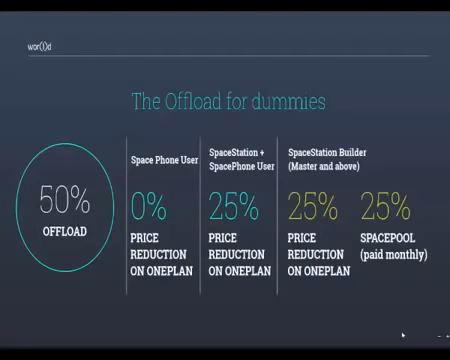 wor(l)d
The Offload for dummies
50%
OFFLOAD
Space Phone User
0%
PRICE
REDUCTION
ON ONEPLAN
SpaceStation +
SpacePhone User
25%
PRICE
REDUCTION
ON ONEPLAN
SpaceStation Builder
(Master and above)
25%
PRICE
REDUCTION
ON ONEPLAN
25%
SPACEPOOL
(paid monthly)